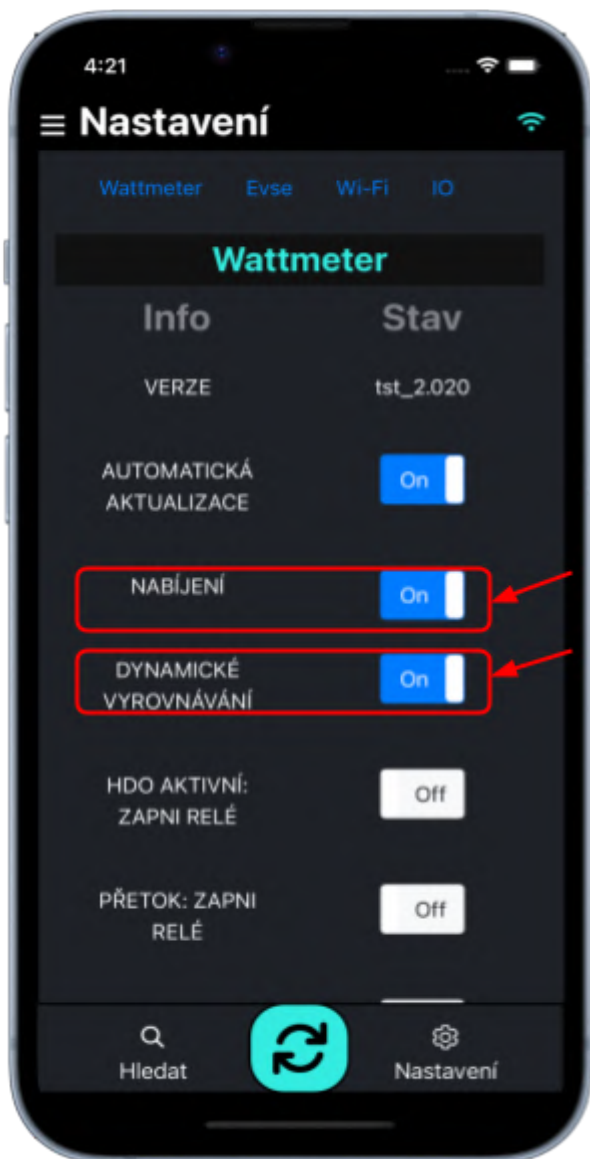 4:21
Nastavení
Wattmeter Evse Wi-Fi IO
Wattmeter
Info Stav
VERZE tst_2.020
AUTOMATICKÁ
AKTUALIZACE
On
NABÍJENÍ On
DYNAMICKÉ
VYROVNÁVÁNÍ
On
HDO AKTIVNÍ:
ZAPNI RELÉ
Off
PŘETOK: ZAPNI
RELÉ
Off
Hledat Nastavení